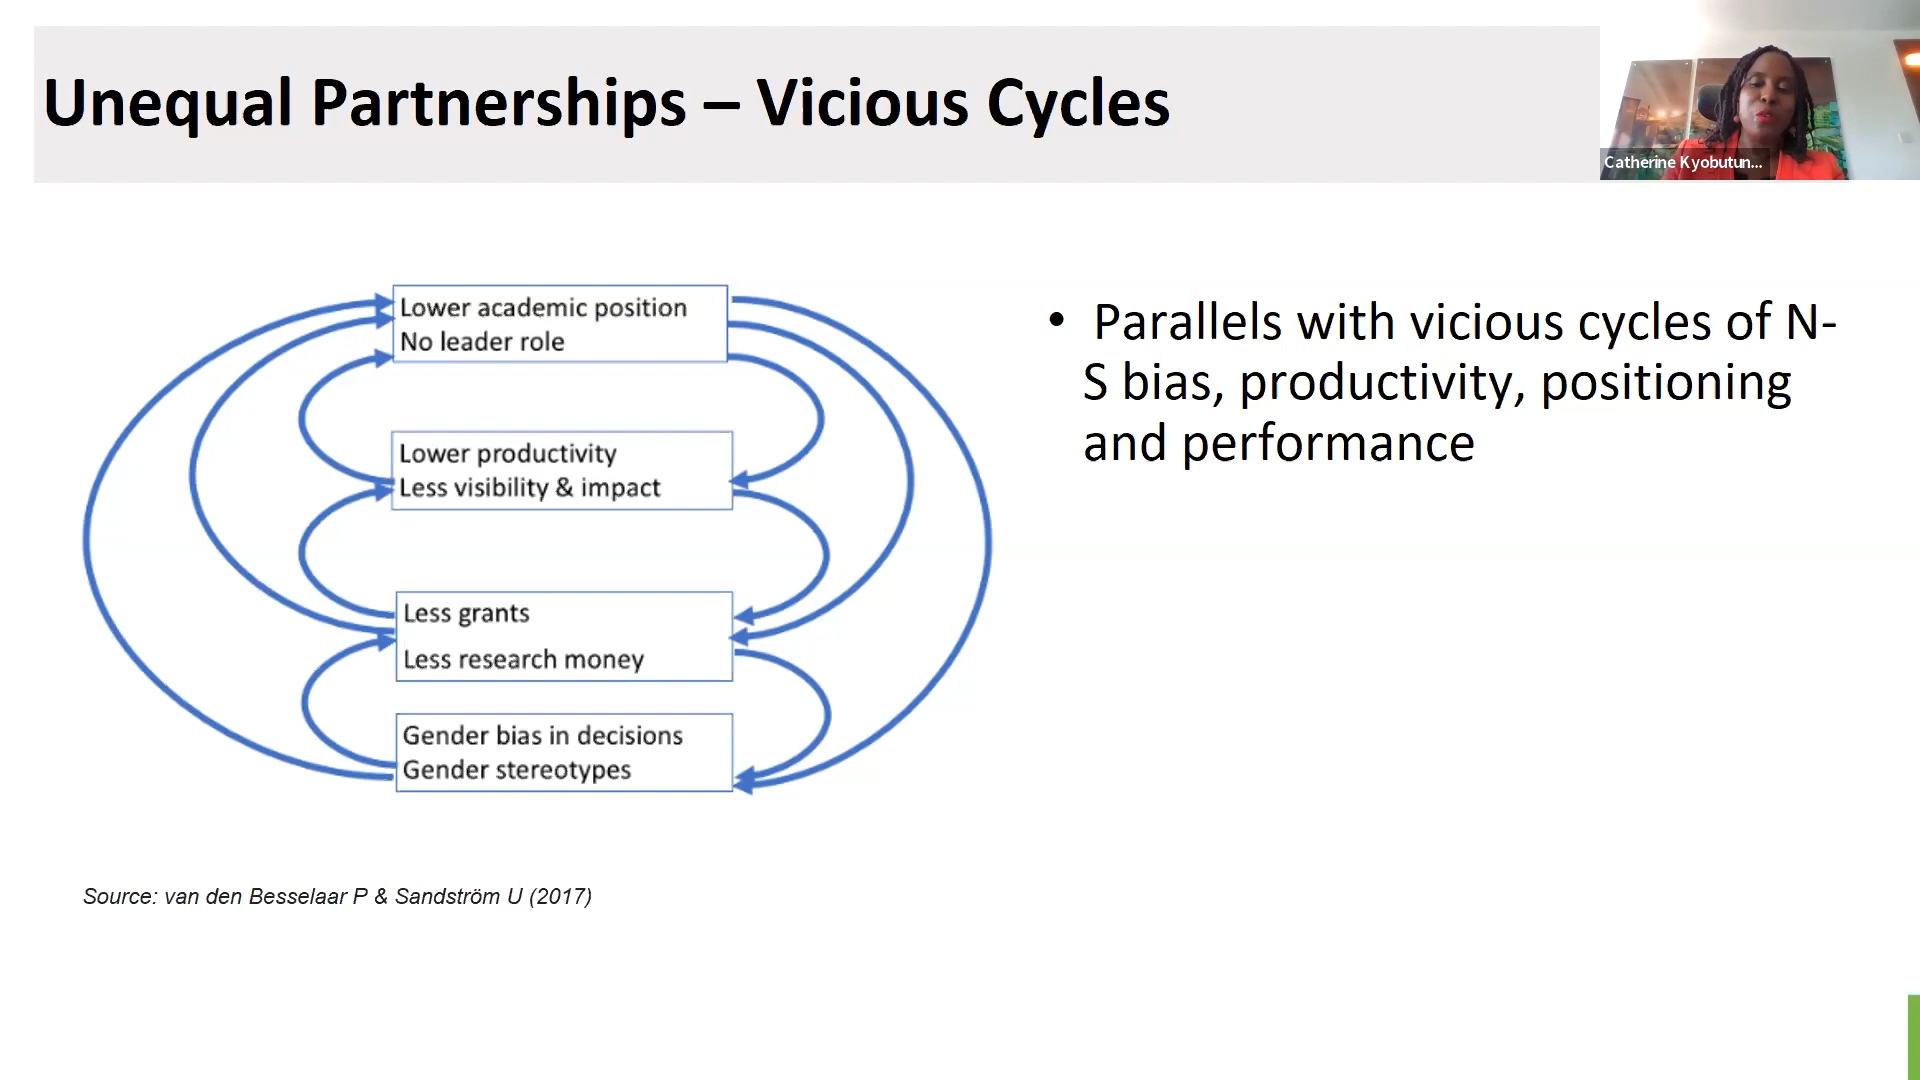 Unequal Partnerships – Vicious Cycles
Catherine Kyobutun...
Lower academic position
No leader role
Lower productivity
Less visibility & impact
Less grants
Less research money
Gender bias in decisions
Gender stereotypes
• Parallels with vicious cycles of N-
S bias, productivity, positioning
and performance
Source: van den Besselaar P & Sandström U (2017)